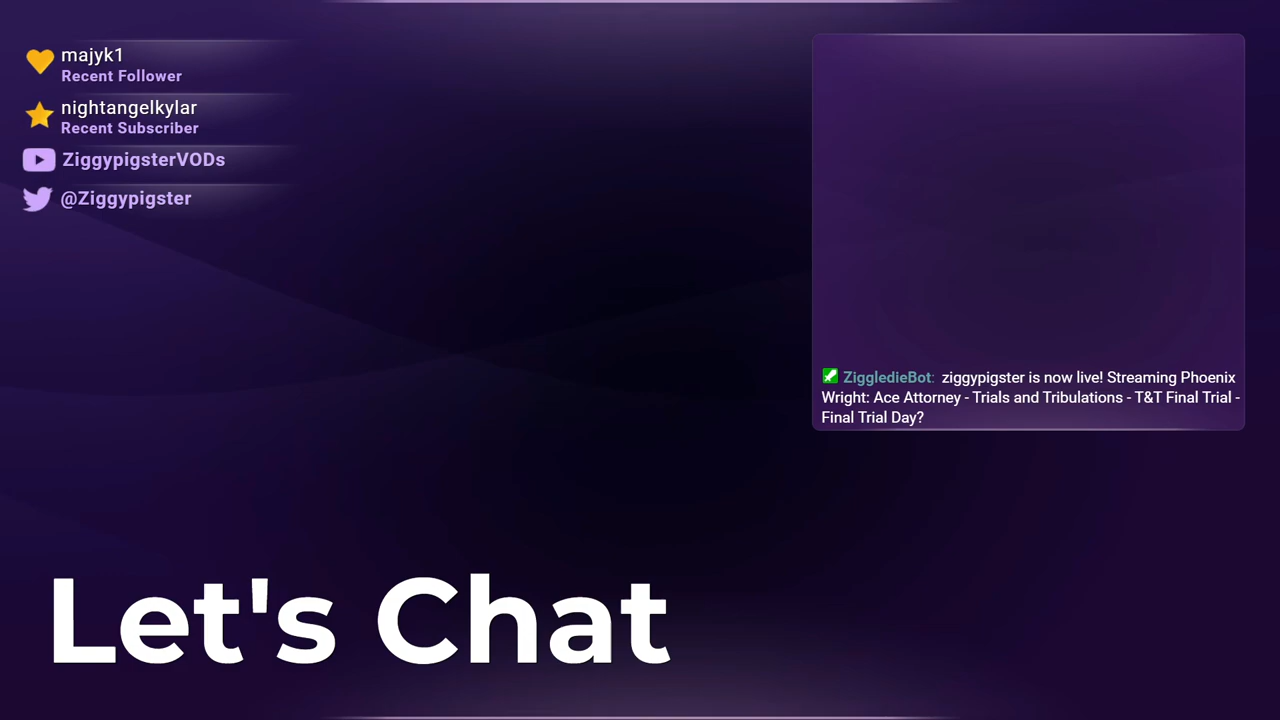 majyk1
Recent Follower
nightangelkylar
Recent Subscriber
ZiggypigsterVODs
@Ziggypigster
ZiggledieBot: ziggypigster is now live! Streaming Phoenix
Wright: Ace Attorney - Trials and Tribulations - T&T Final Trial -
Final Trial Day?
Let's Chat